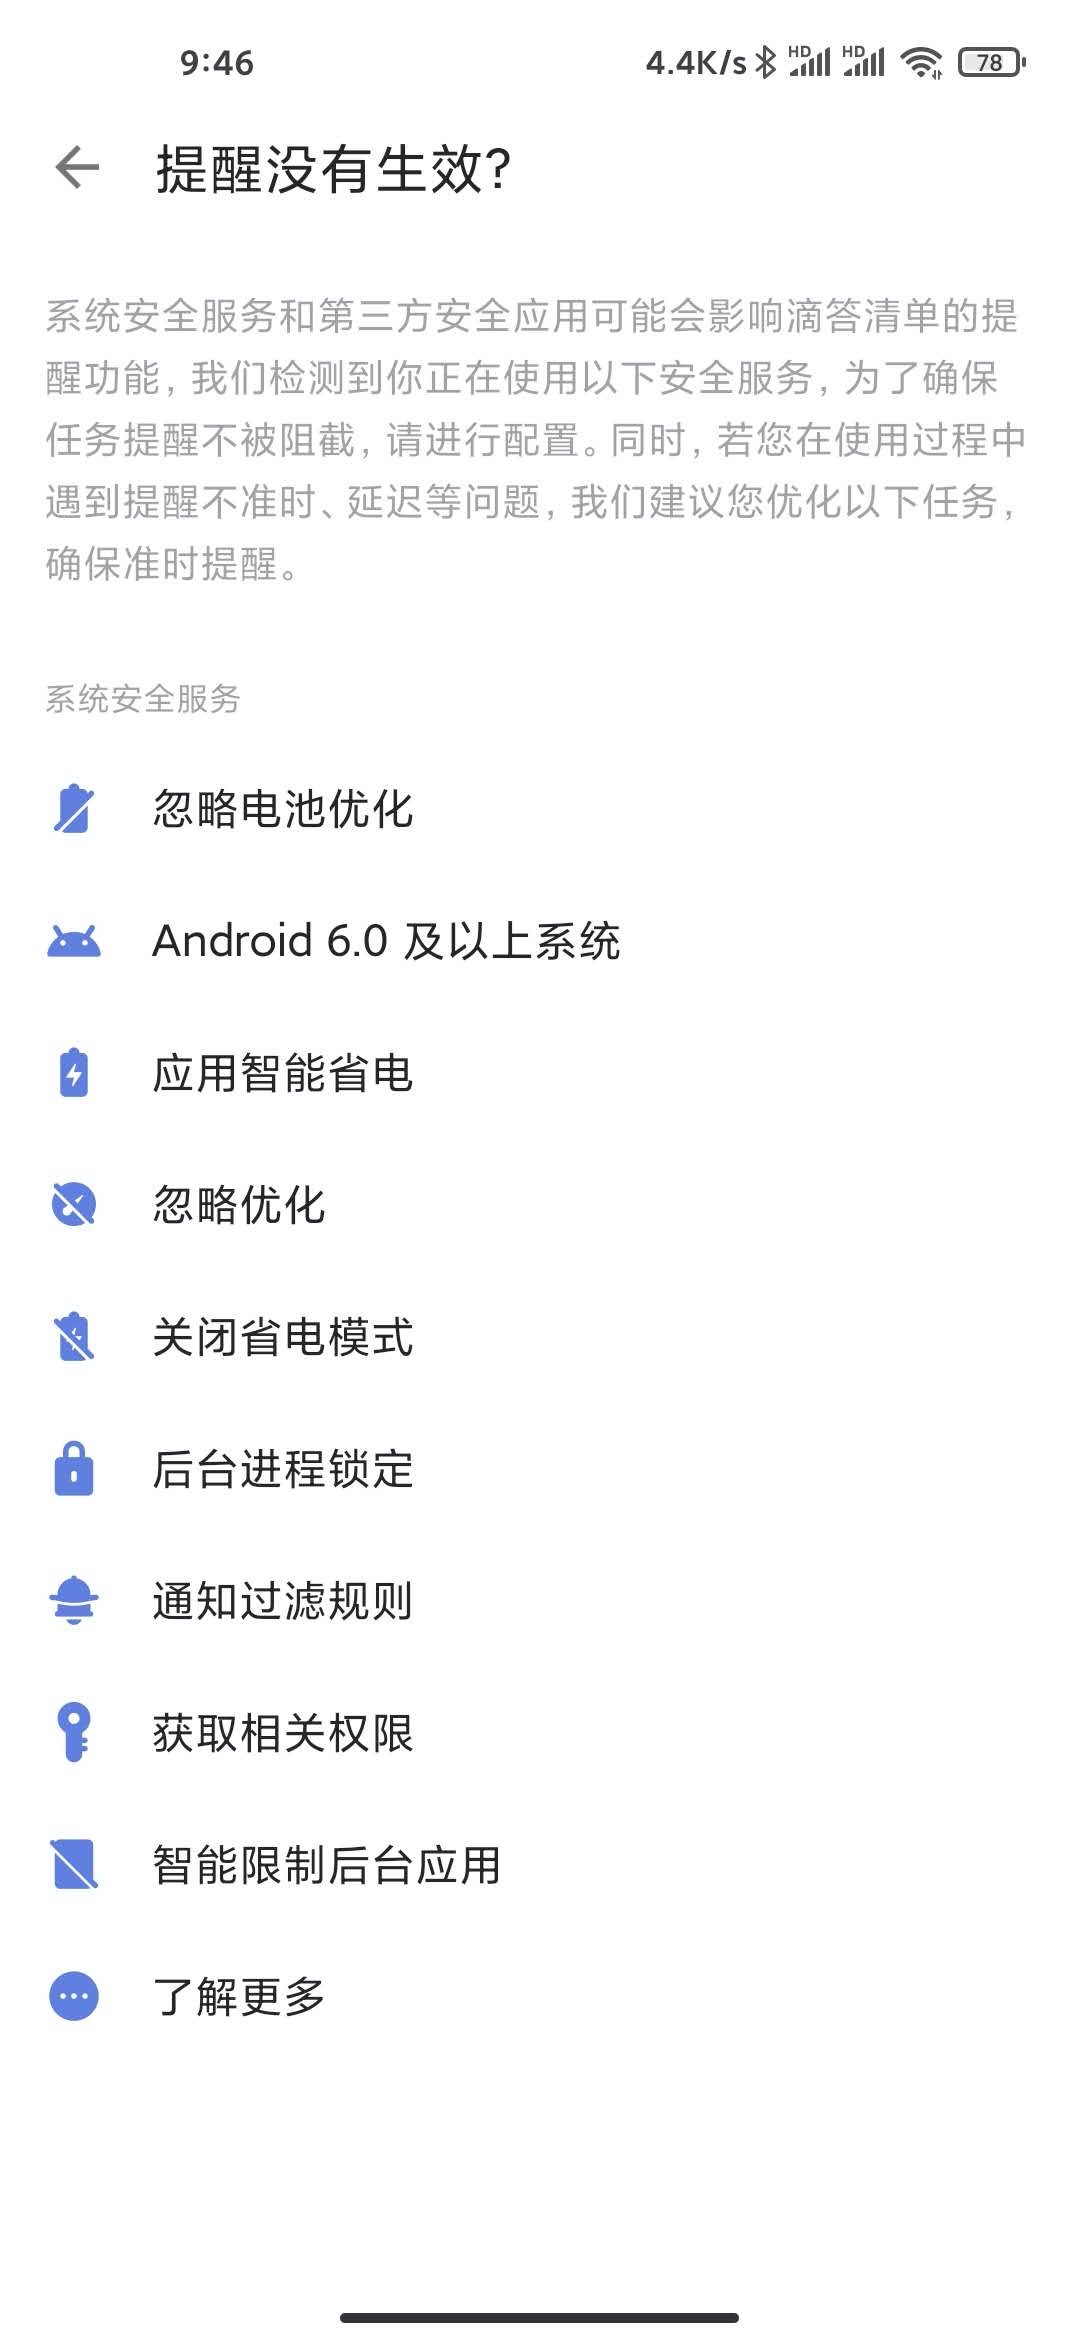 9:46
4.4K/s HD HD 78
提醒没有生效?
系统安全服务和第三方安全应用可能会影响滴答清单的提
醒功能，我们检测到你正在使用以下安全服务，为了确保
任务提醒不被阻截，请进行配置。同时，若您在使用过程中
遇到提醒不准时、延迟等问题，我们建议您优化以下任务，
确保准时提醒。
系统安全服务
忽略电池优化
Android 6.0 及以上系统
应用智能省电
忽略优化
关闭省电模式
后台进程锁定
通知过滤规则
获取相关权限
智能限制后台应用
了解更多